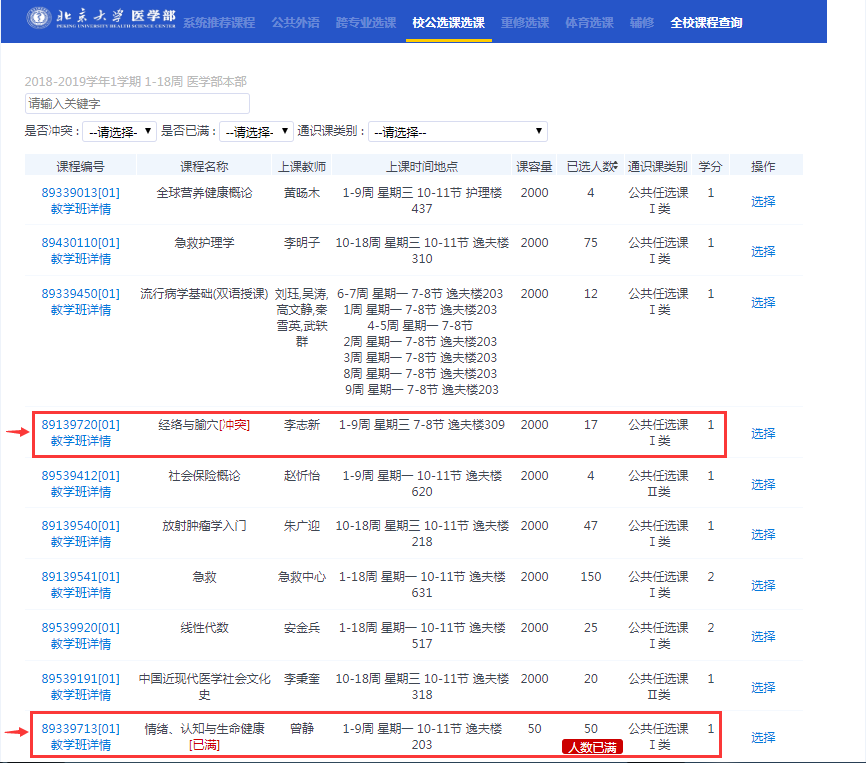 北京大学医学部
PEKING UNIVERSITY HEALTH SCIENCE CENTER
系统推荐课程 公共外语 跨专业选课 校公选课选课 重修选课 体育选课 辅修 全校课程查询
2018-2019学年1学期 1-18周 医学部本部
请输入关键字
是否冲突： --请选择- 是否已满： --请选择- 通识课类别： --请选择--
课程编号 课程名称 上课教师 上课时间地点 课容量 已选人数 通识课类别 学分 操作
89339013[01] 全球营养健康概论 黄旸木 1-9周 星期三 10-11节 护理楼 2000 4 公共任选课 1 选择
教学班详情 437 I 类
89430110[01] 急救护理学 李明子 10-18周 星期三 10-11节 逸夫楼 2000 75 公共任选课 1 选择
教学班详情 310 I 类
89339450[01] 流行病学基础(双语授课) 刘珏,吴涛, 6-7周 星期一 7-8节 逸夫楼203 2000 12 公共任选课 1 选择
教学班详情 高文静,秦 1周 星期一 7-8节 逸夫楼203 I 类
雪英,武轶 4-5周 星期一 7-8节
群 2周 星期一 7-8节 逸夫楼203
3周 星期一 7-8节 逸夫楼203
8周 星期一 7-8节 逸夫楼203
9周 星期一 7-8节 逸夫楼203
89139720[01] 经络与腧穴[冲突] 李志新 1-9周 星期三 7-8节 逸夫楼309 2000 17 公共任选课 1 选择
教学班详情 I 类
89539412[01] 社会保险概论 赵忻怡 1-9周 星期一 10-11节 逸夫楼 2000 4 公共任选课 1 选择
教学班详情 620 II类
89139540[01] 放射肿瘤学入门 朱广迎 10-18周 星期三 10-11节 逸夫楼 2000 47 公共任选课 1 选择
教学班详情 218 I 类
89139541[01] 急救 急救中心 1-18周 星期一 10-11节 逸夫楼 2000 150 公共任选课 2 选择
教学班详情 631 I 类
89539920[01] 线性代数 安金兵 1-18周 星期一 10-11节 逸夫楼 2000 25 公共任选课 2 选择
教学班详情 517 I 类
89539191[01] 中国近现代医学社会文化 李秉奎 10-18周 星期三 10-11节 逸夫楼 2000 20 公共任选课 1 选择
教学班详情 史 318 II类
89339713[01] 情绪、认知与生命健康 曾静 1-9周 星期一 10-11节 逸夫楼 50 50 公共任选课 1 选择
教学班详情 [已满] 203 人数已满 I 类